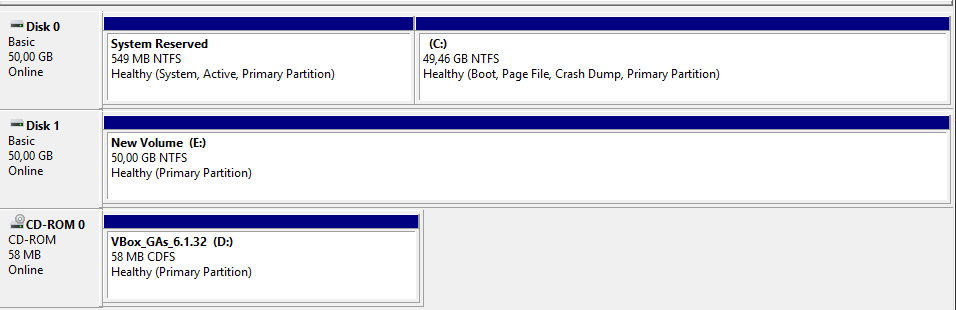 Disk 0
Basic
50,00 GB
Online
System Reserved
549 MB NTFS
Healthy (System, Active, Primary Partition)
(C:)
49,46 GB NTFS
Healthy (Boot, Page File, Crash Dump, Primary Partition)
Disk 1
Basic
50,00 GB
Online
New Volume (E:)
50,00 GB NTFS
Healthy (Primary Partition)
CD-ROM 0
CD-ROM
58 MB
Online
VBox_GAs_6.1.32 (D:)
58 MB CDFS
Healthy (Primary Partition)